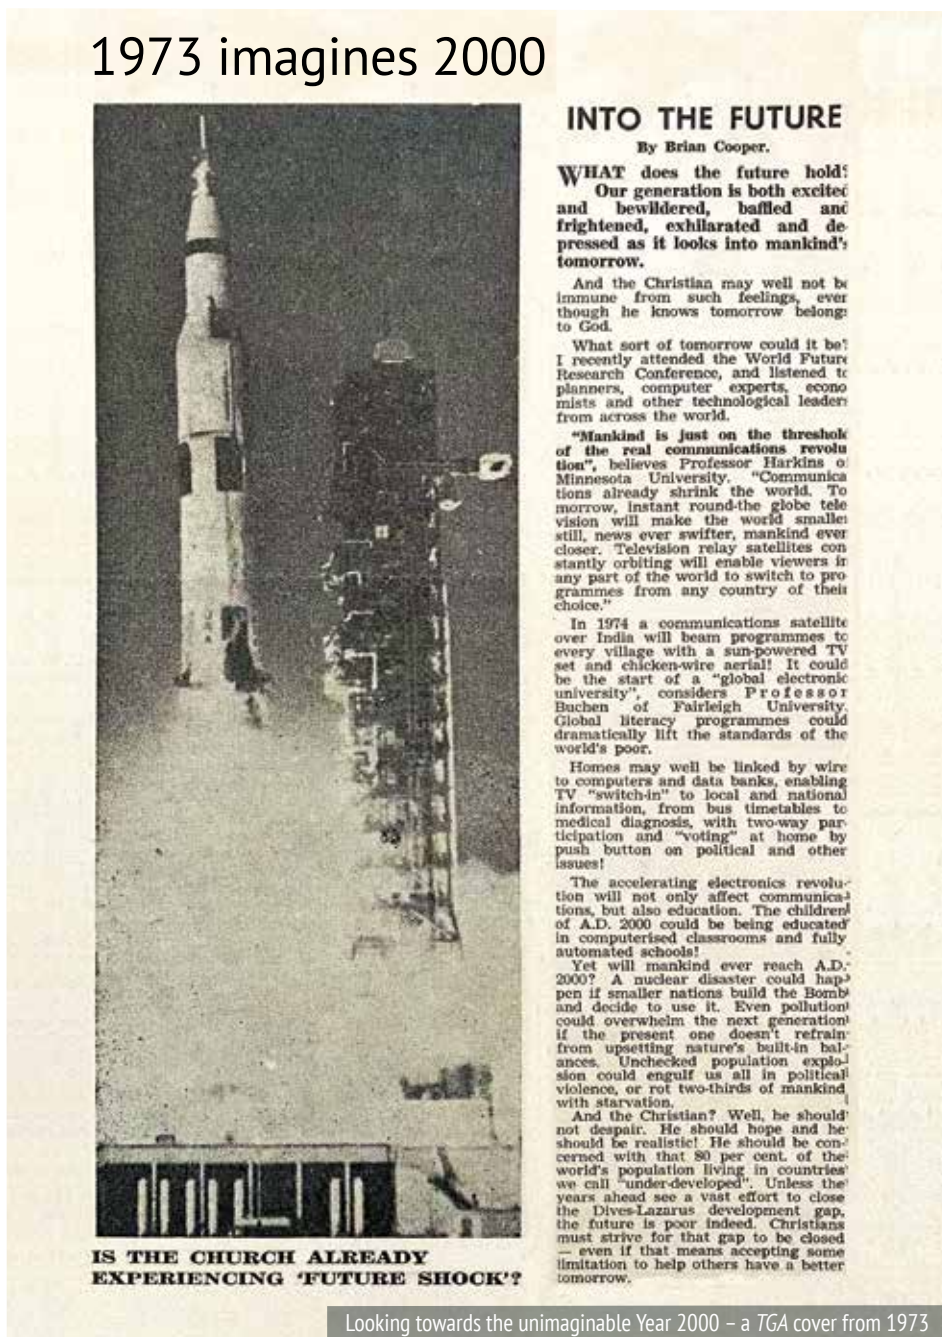 1973 imagines 2000
INTO THE FUTURE
By Brian Cooper.
WHAT does the future hold?
Our generation is both excited
and bewildered, baffled and
frightened, exhilarated and de-
pressed as it looks into mankind's
tomorrow.
And the Christian may well not be
immune from such feelings, even
though he knows tomorrow belongs
to God.
What sort of tomorrow could it be?
I recently attended the World Future
Research Conference, and listened to
planners, computer experts, econo
mists and other technological leaders
from across the world.
"Mankind is just on the threshol
of the real communications revolu
tion", believes Professor Harkins o
Minnesota University. "Communica
tions already shrink the world. To
morrow, instant round-the globe tele
vision will make the world smaller
still, news ever swifter, mankind ever
closer. Television relay satellites con
stantly orbiting will enable viewers in
any part of the world to switch to pro
grammes from any country of their
choice."
In 1974 a communications satellite
over India will beam programmes to
every village with a sun-powered TV
set and chicken-wire aerial! It could
be the start of a "global electronic
university", considers Professor
Buchen of Fairleigh University.
Global literacy programmes could
dramatically lift the standards of the
world's poor.
Homes may well be linked by wire
to computers and data banks, enabling
TV "switch-in" to local and national
information, from bus timetables to
medical diagnosis, with two-way par-
ticipation and "voting" at home by
push button on political and other
issues!
The accelerating electronics revolu-
tion will not only affect communica-
tions, but also education. The children
of A.D. 2000 could be being educated
in computerised classrooms and fully
automated schools!
Yet will mankind ever reach A.D.
2000? A nuclear disaster could hap-
pen if smaller nations build the Bomb
and decide to use it. Even pollution
could overwhelm the next generation
if the present one doesn't refrain
from upsetting nature's built-in bal-
ances. Unchecked population explo-
sion could engulf us all in political
violence, or rot two-thirds of mankind
with starvation.
And the Christian? Well, he should
not despair. He should hope and he
should be realistic! He should be con-
cerned with that 80 per cent. of the
world's population living in countries
we call "under-developed". Unless the
years ahead see a vast effort to close
the Dives-Lazarus development gap,
the future is poor indeed. Christians
must strive for that gap to be closed
— even if that means accepting some
limitation to help others have a better
tomorrow.
USA
IS THE CHURCH ALREADY
EXPERIENCING 'FUTURE SHOCK'?
Looking towards the unimaginable Year 2000 – a TGA cover from 1973